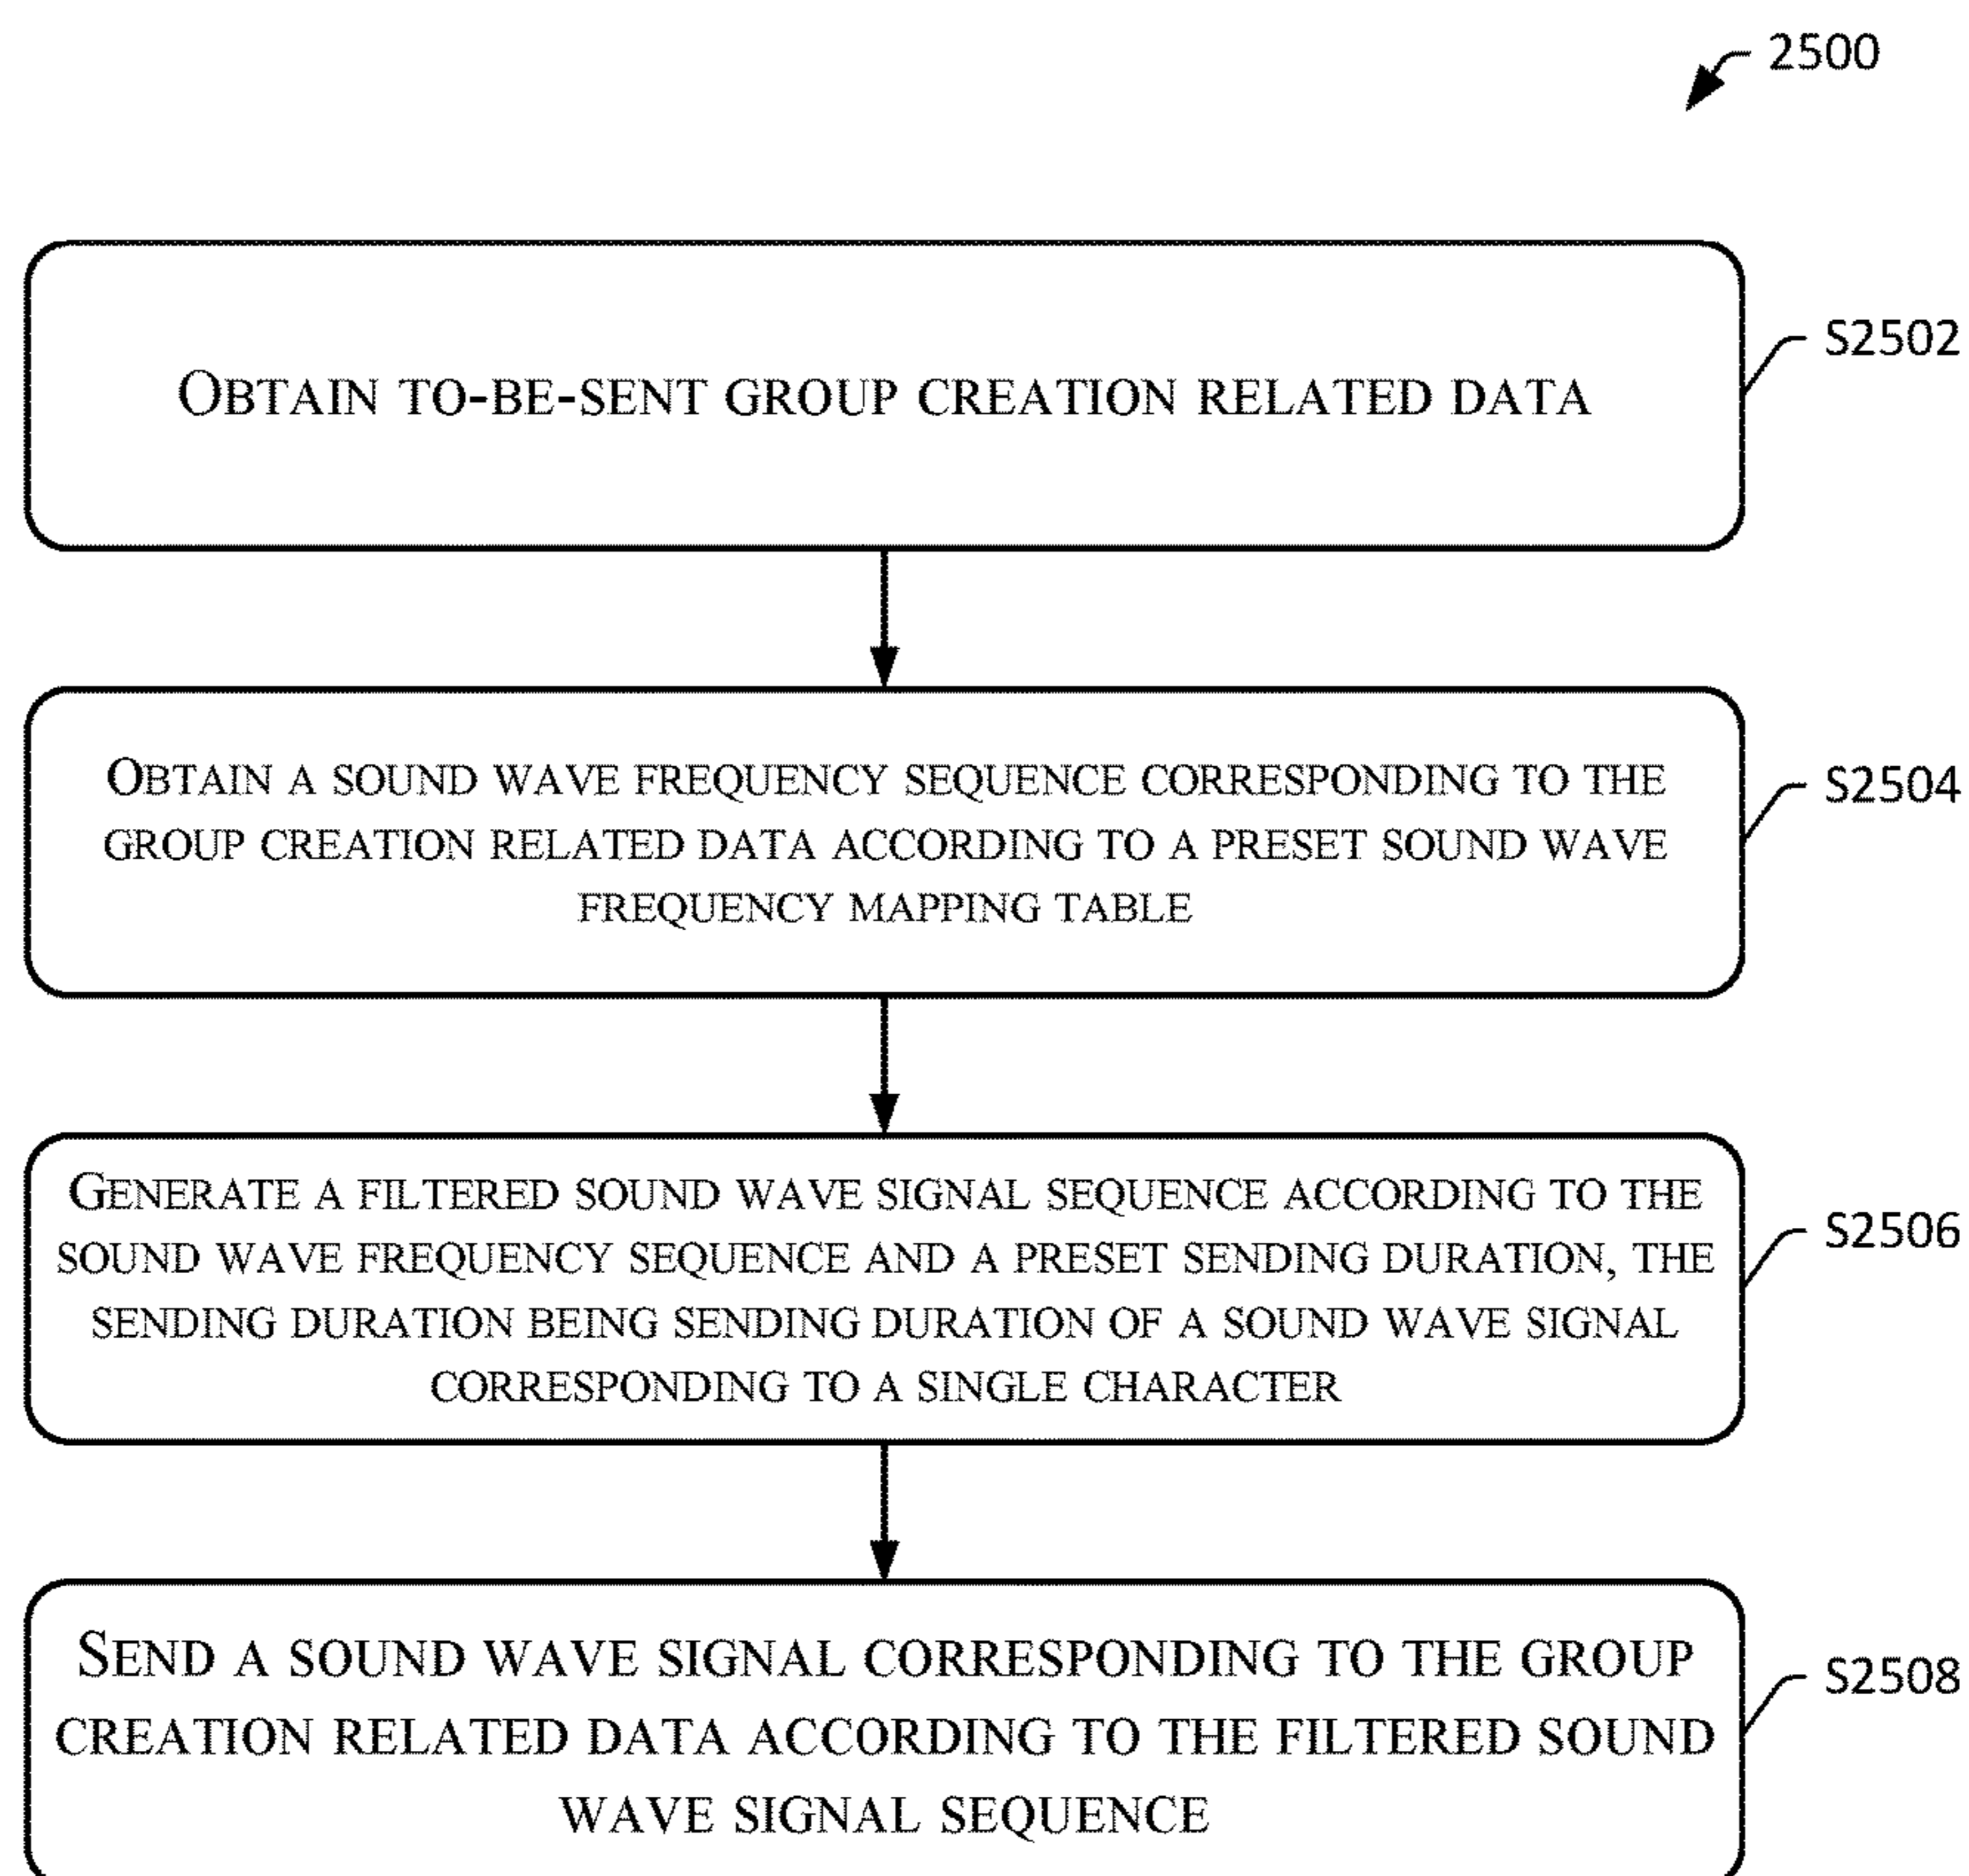 2500
OBTAIN TO-BE-SENT GROUP CREATION RELATED DATA
S2502
OBTAIN A SOUND WAVE FREQUENCY SEQUENCE CORRESPONDING TO THE
GROUP CREATION RELATED DATA ACCORDING TO A PRESET SOUND WAVE
FREQUENCY MAPPING TABLE
S2504
GENERATE A FILTERED SOUND WAVE SIGNAL SEQUENCE ACCORDING TO THE
SOUND WAVE FREQUENCY SEQUENCE AND A PRESET SENDING DURATION, THE
SENDING DURATION BEING SENDING DURATION OF A SOUND WAVE SIGNAL
CORRESPONDING TO A SINGLE CHARACTER
S2506
SEND A SOUND WAVE SIGNAL CORRESPONDING TO THE GROUP
CREATION RELATED DATA ACCORDING TO THE FILTERED SOUND
WAVE SIGNAL SEQUENCE
S2508